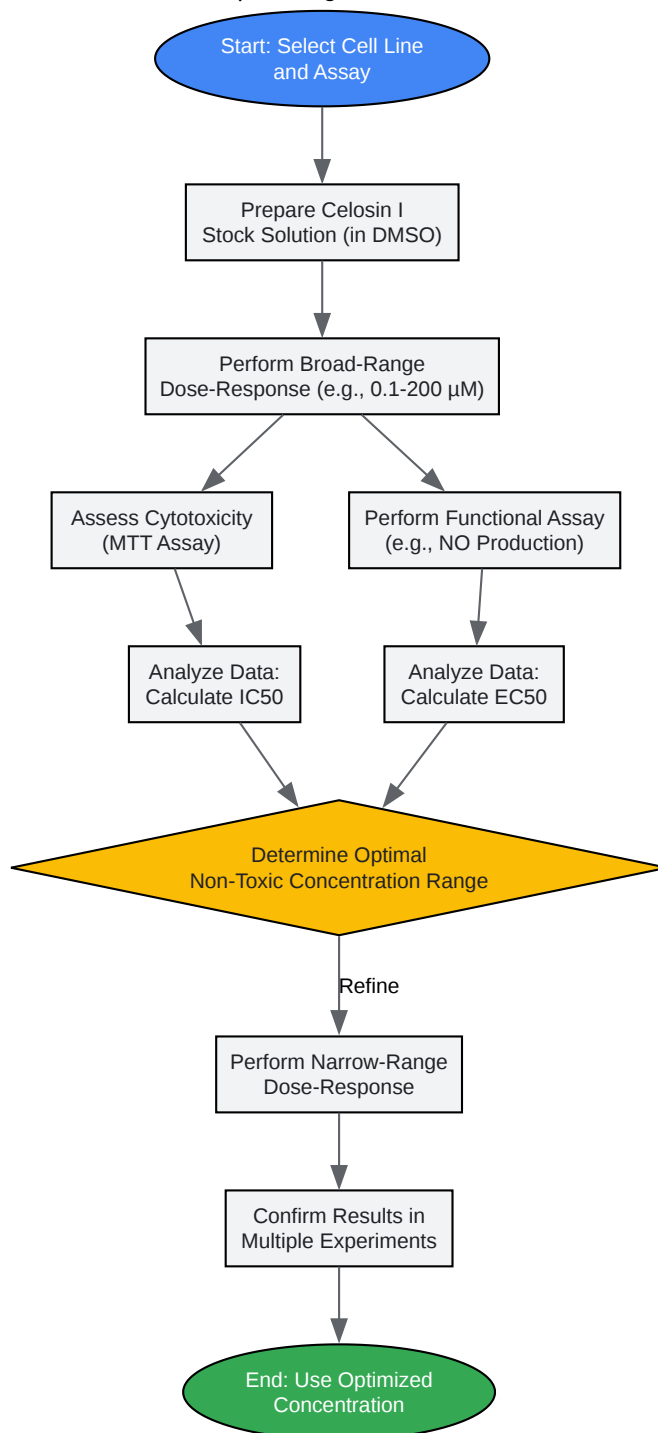 Start: Select Cell Line
and Assay
Prepare Celosin I
Stock Solution (in DMSO)
Perform Broad-Range
Dose-Response (e.g., 0.1-200 µM)
Assess Cytotoxicity
(MTT Assay)
Perform Functional Assay
(e.g., NO Production)
Analyze Data:
Calculate IC50
Analyze Data:
Calculate EC50
Determine Optimal
Non-Toxic Concentration Range
Refine
Perform Narrow-Range
Dose-Response
Confirm Results in
Multiple Experiments
End: Use Optimized
Concentration